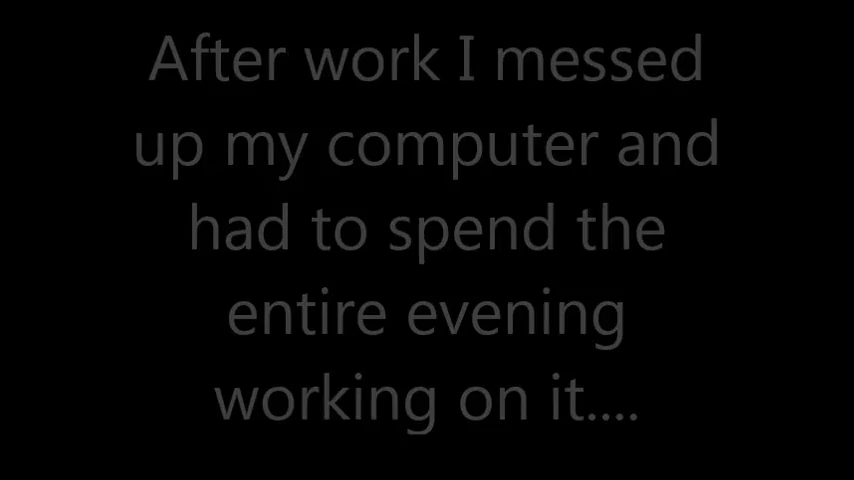 After work I messed
up my computer and
had to spend the
entire evening
working on it....